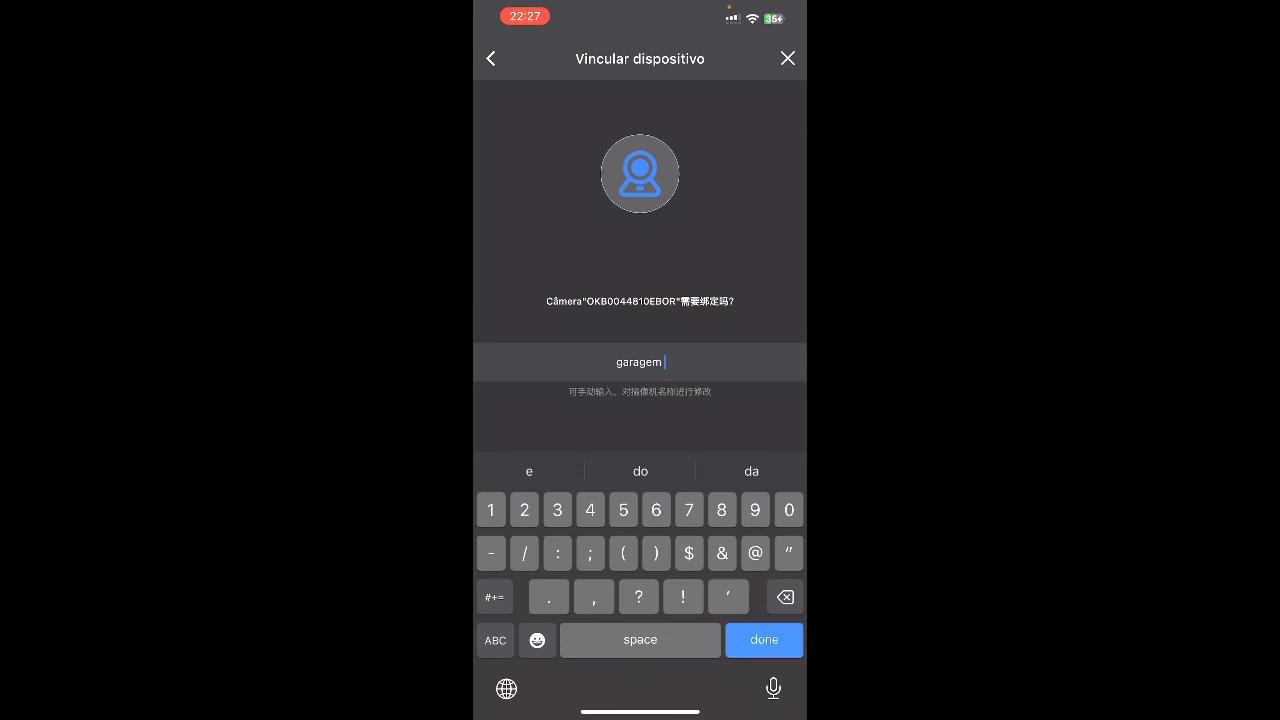 22:27
35
Vincular dispositivo
Câmera"OKB0044810EBOR"需要绑定吗?
garagem
可手动输入，对摄像机名称进行修改
e do da
1 2 3 4 5 6 7 8 9 0
- / : ; ( ) $ & @ "
#+= . , ? ! '
ABC space done